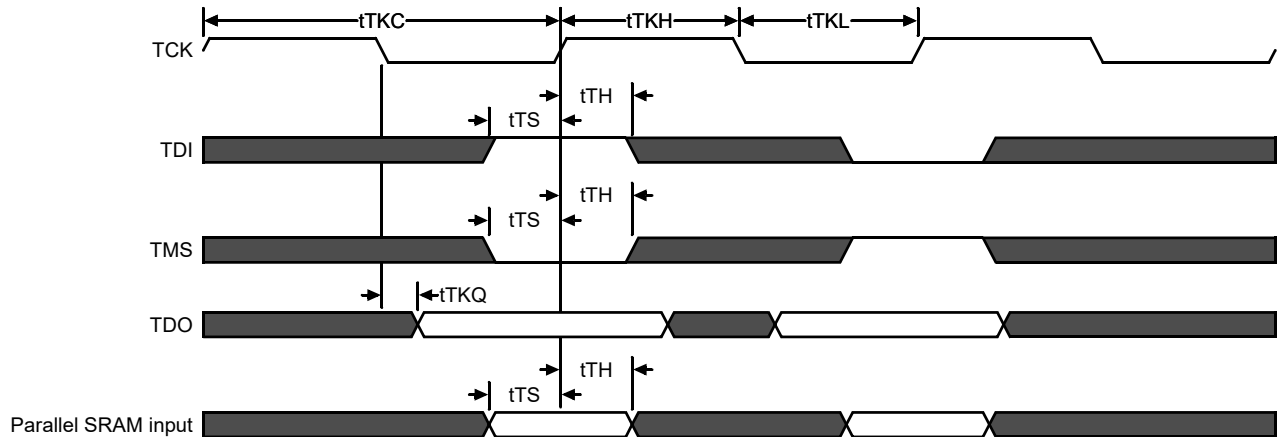 tTKC tTKH tTKL
TCK
tTH
tTS
TDI
tTH
tTS
TMS
tTKQ
TDO
tTH
tTS
Parallel SRAM input